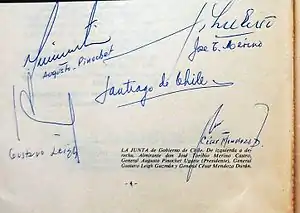 Augusto Pinochet
José T. Merino
Santiago de Chile
Gustavo Leigh
César Mendoza D.
LA JUNTA de Gobierno de Chile. De izquierda a de-
recha, Almirante don José Toribio Merino Castro,
General Augusto Pinochet Ugarte (Presidente), General
Gustavo Leigh Guzmán y General César Mendoza Durán.